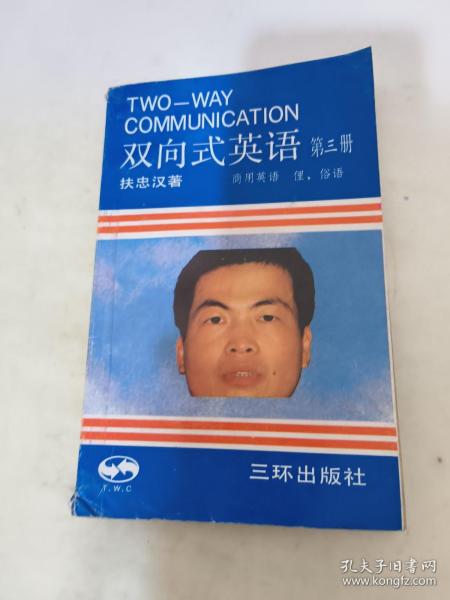 TWO—WAY
COMMUNICATION
双向式英语 第三册
扶忠汉著
商用英语 俚,俗语
T.W.C
三环出版社
孔夫子旧书网
www.kongfz.com